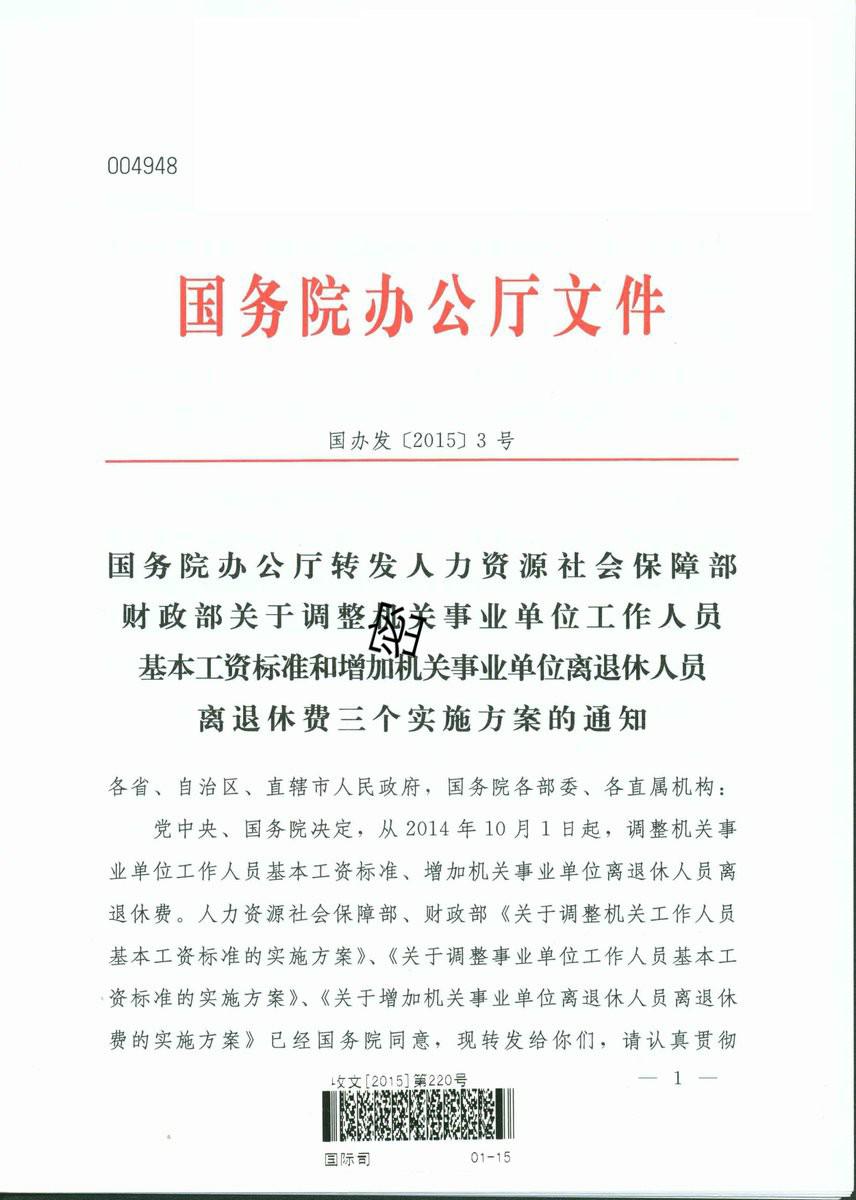 004948
国务院办公厅文件
国办发〔2015〕3号
国务院办公厅转发人力资源社会保障部
财政部关于调整机关事业单位工作人员
基本工资标准和增加机关事业单位离退休人员
离退休费三个实施方案的通知
各省、自治区、直辖市人民政府，国务院各部委、各直属机构：
党中央、国务院决定，从2014年10月1日起，调整机关事
业单位工作人员基本工资标准、增加机关事业单位离退休人员离
退休费。人力资源社会保障部、财政部《关于调整机关工作人员
基本工资标准的实施方案》、《关于调整事业单位工作人员基本工
资标准的实施方案》、《关于增加机关事业单位离退休人员离退休
费的实施方案》已经国务院同意，现转发给你们，请认真贯彻
— 1 —
收文[2015]第220号
国际司 01-15